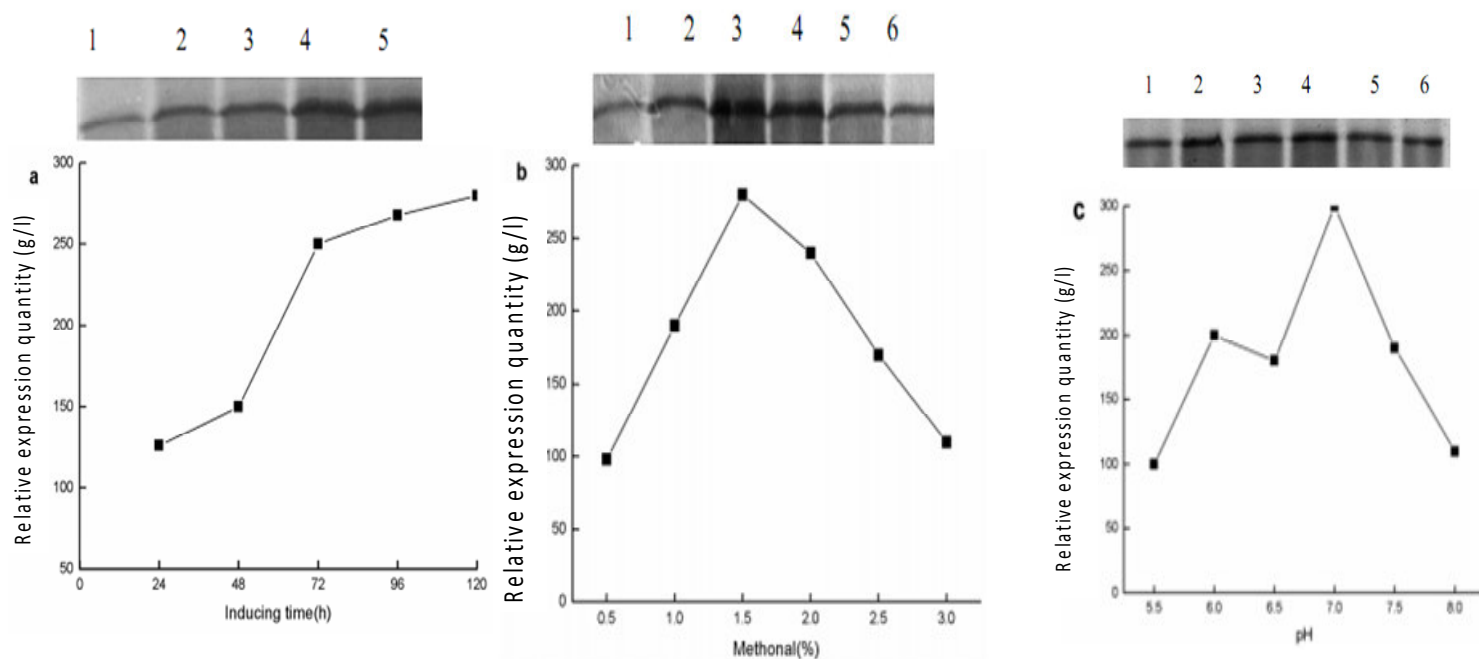 1 2 3 4 5
a
Relative expression quantity (g/l)
300
250
200
150
100
50
0 24 48 72 96 120
Inducing time(h)
1 2 3 4 5 6
b
Relative expression quantity (g/l)
300
250
200
150
100
50
0
0.5 1.0 1.5 2.0 2.5 3.0
Methonal(%)
1 2 3 4 5 6
c
Relative expression quantity (g/l)
300
250
200
150
100
50
0
5.5 6.0 6.5 7.0 7.5 8.0
pH